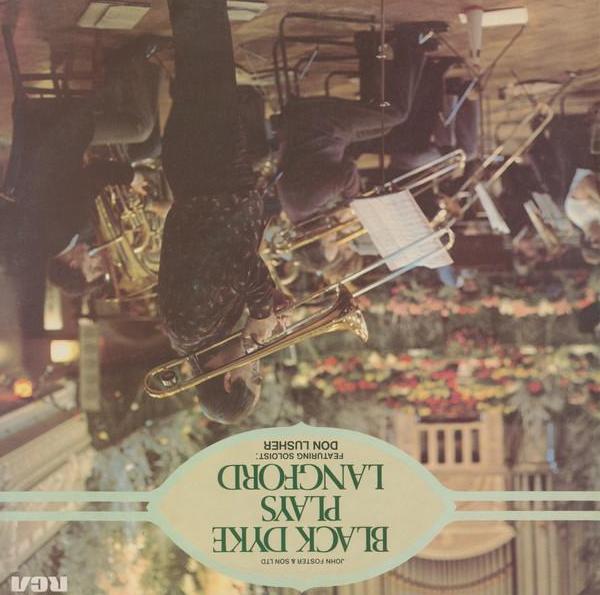 RCA
JOHN FOSTER & SON LTD
BLACK DYKE
PLAYS
LANGFORD
FEATURING SOLOIST:
DON LUSHER